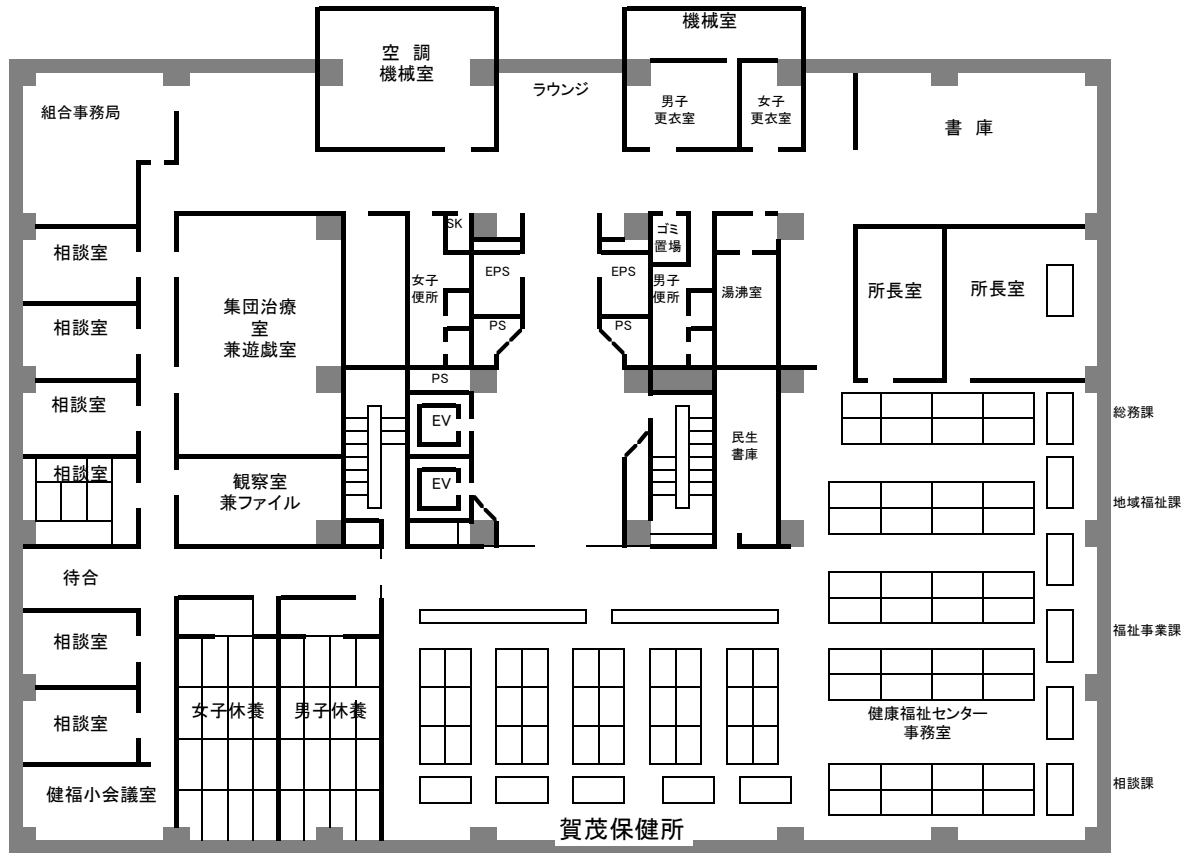 機械室
空 調
機械室
ラウンジ
男子
更衣室
女子
更衣室
組合事務局
書 庫
相談室
SK
ゴミ
置場
EPS
EPS
女子
便所
男子
便所
湯沸室
所長室
所長室
相談室
集団治療
室
兼遊戯室
PS
PS
相談室
PS
EV
総務課
民生
書庫
相談室
観察室
兼ファイル
EV
地域福祉課
待合
相談室
福祉事業課
相談室
女子休養
男子休養
健康福祉センター
事務室
健福小会議室
相談課
賀茂保健所